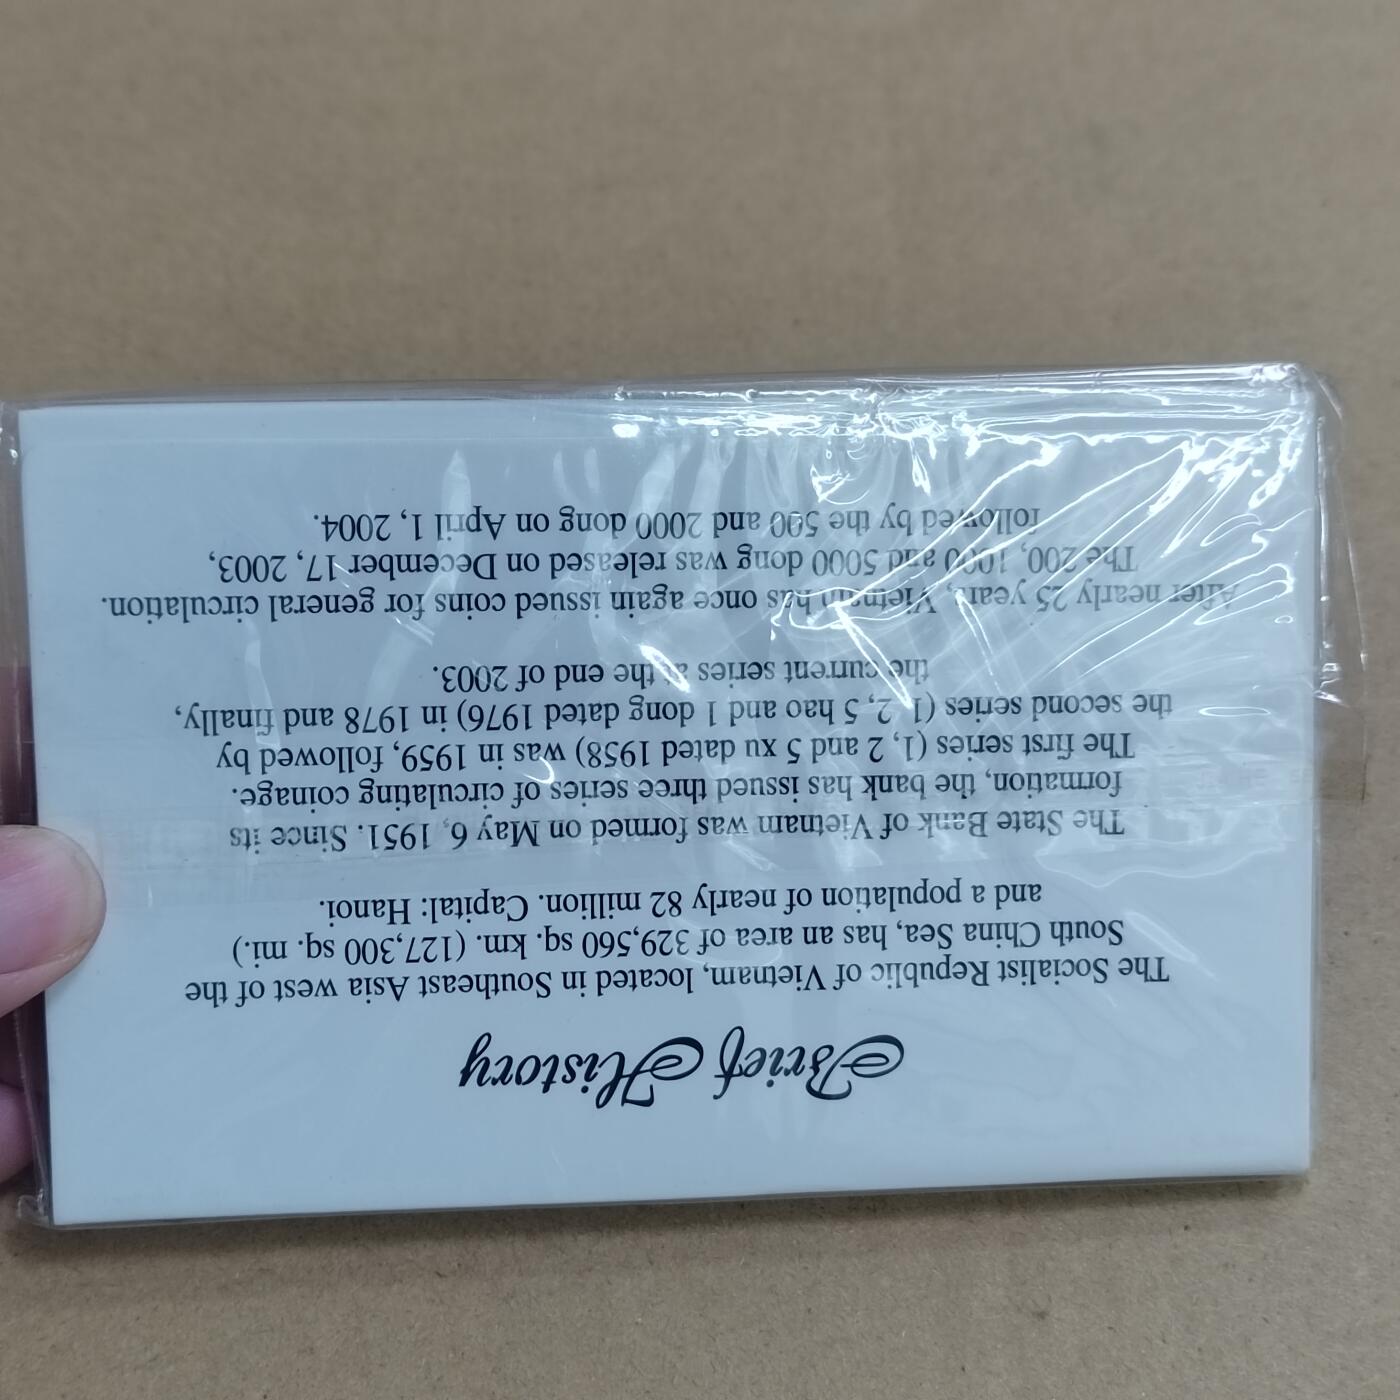 Brief History
The Socialist Republic of Vietnam, located in Southeast Asia west of the
South China Sea, has an area of 329,560 sq. km. (127,300 sq. mi.)
and a population of nearly 82 million. Capital: Hanoi.
The State Bank of Vietnam was formed on May 6, 1951. Since its
formation, the bank has issued three series of circulating coinage.
The first series (1, 2 and 5 xu dated 1958) was in 1959, followed by
the second series (1, 2, 5 hao and 1 dong dated 1976) in 1978 and finally,
the current series at the end of 2003.
After nearly 25 years, Vietnam has once again issued coins for general circulation.
The 200, 1000 and 5000 dong was released on December 17, 2003,
followed by the 500 and 2000 dong on April 1, 2004.